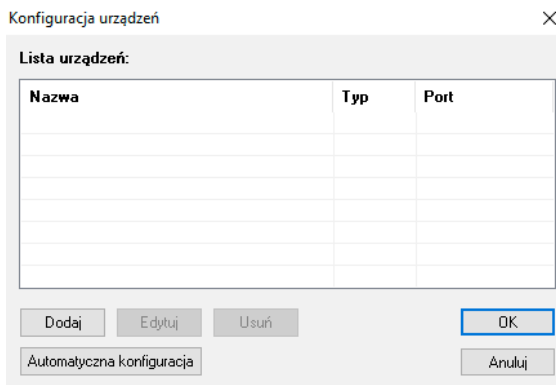 Konfiguracja urządzeń
Lista urządzeń:
Nazwa Typ Port
Dodaj Edytuj Usuń OK
Automatyczna konfiguracja Anuluj